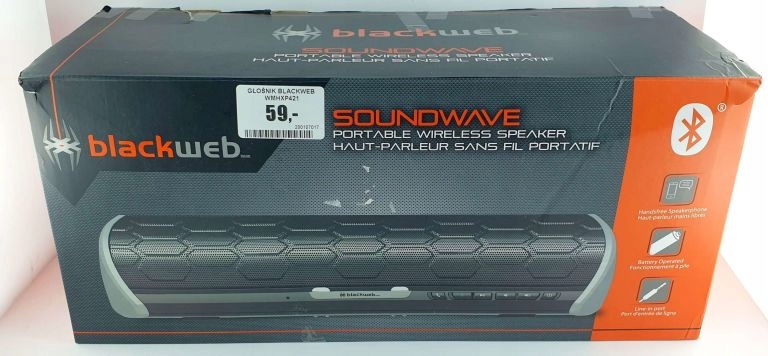 blackweb
SOUNDWAVE
PORTABLE WIRELESS SPEAKER
HAUT-PARLEUR SANS FIL PORTATIF
GŁOŚNIK BLACKWEB
WMHXP421
59,-
200107017
blackweb
SOUNDWAVE
PORTABLE WIRELESS SPEAKER
HAUT-PARLEUR SANS FIL PORTATIF
®
Handsfree Speakerphone
Haut-parleur mains libres
Battery Operated
Fonctionnement à pile
Line-in port
Port d'entrée de ligne
blackweb